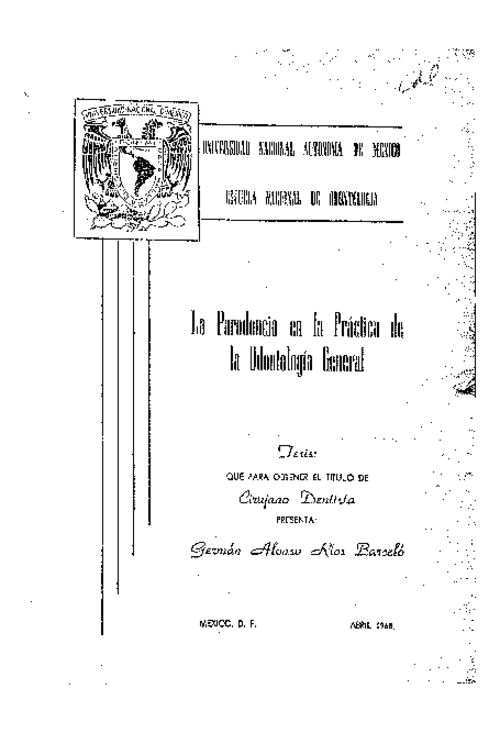 UNIVERSIDAD NACIONAL AUTONOMA DE MEXICO
ESCUELA NACIONAL DE ODONTOLOGIA
La Parodoncia en la Práctica de
la Odontología General
Tesis:
QUE PARA OBTENER EL TITULO DE
Cirujano Dentista
PRESENTA:
Germán Alonso Ríos Barceló
MEXICO, D. F.
ABRIL 1968.